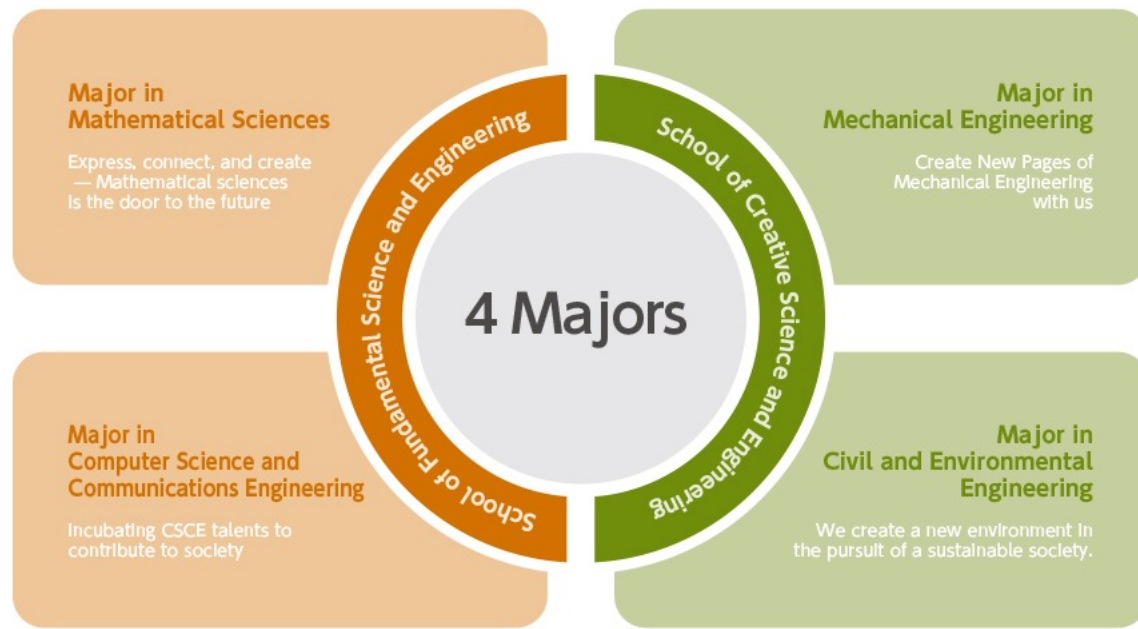 Major in
Mathematical Sciences
Express, connect, and create
— Mathematical sciences
is the door to the future
Major in
Computer Science and
Communications Engineering
Incubating CSCE talents to
contribute to society
School of Fundamental Science and Engineering
4 Majors
School of Creative Science and Engineering
Major in
Mechanical Engineering
Create New Pages of
Mechanical Engineering
with us
Major in
Civil and Environmental
Engineering
We create a new environment in
the pursuit of a sustainable society.